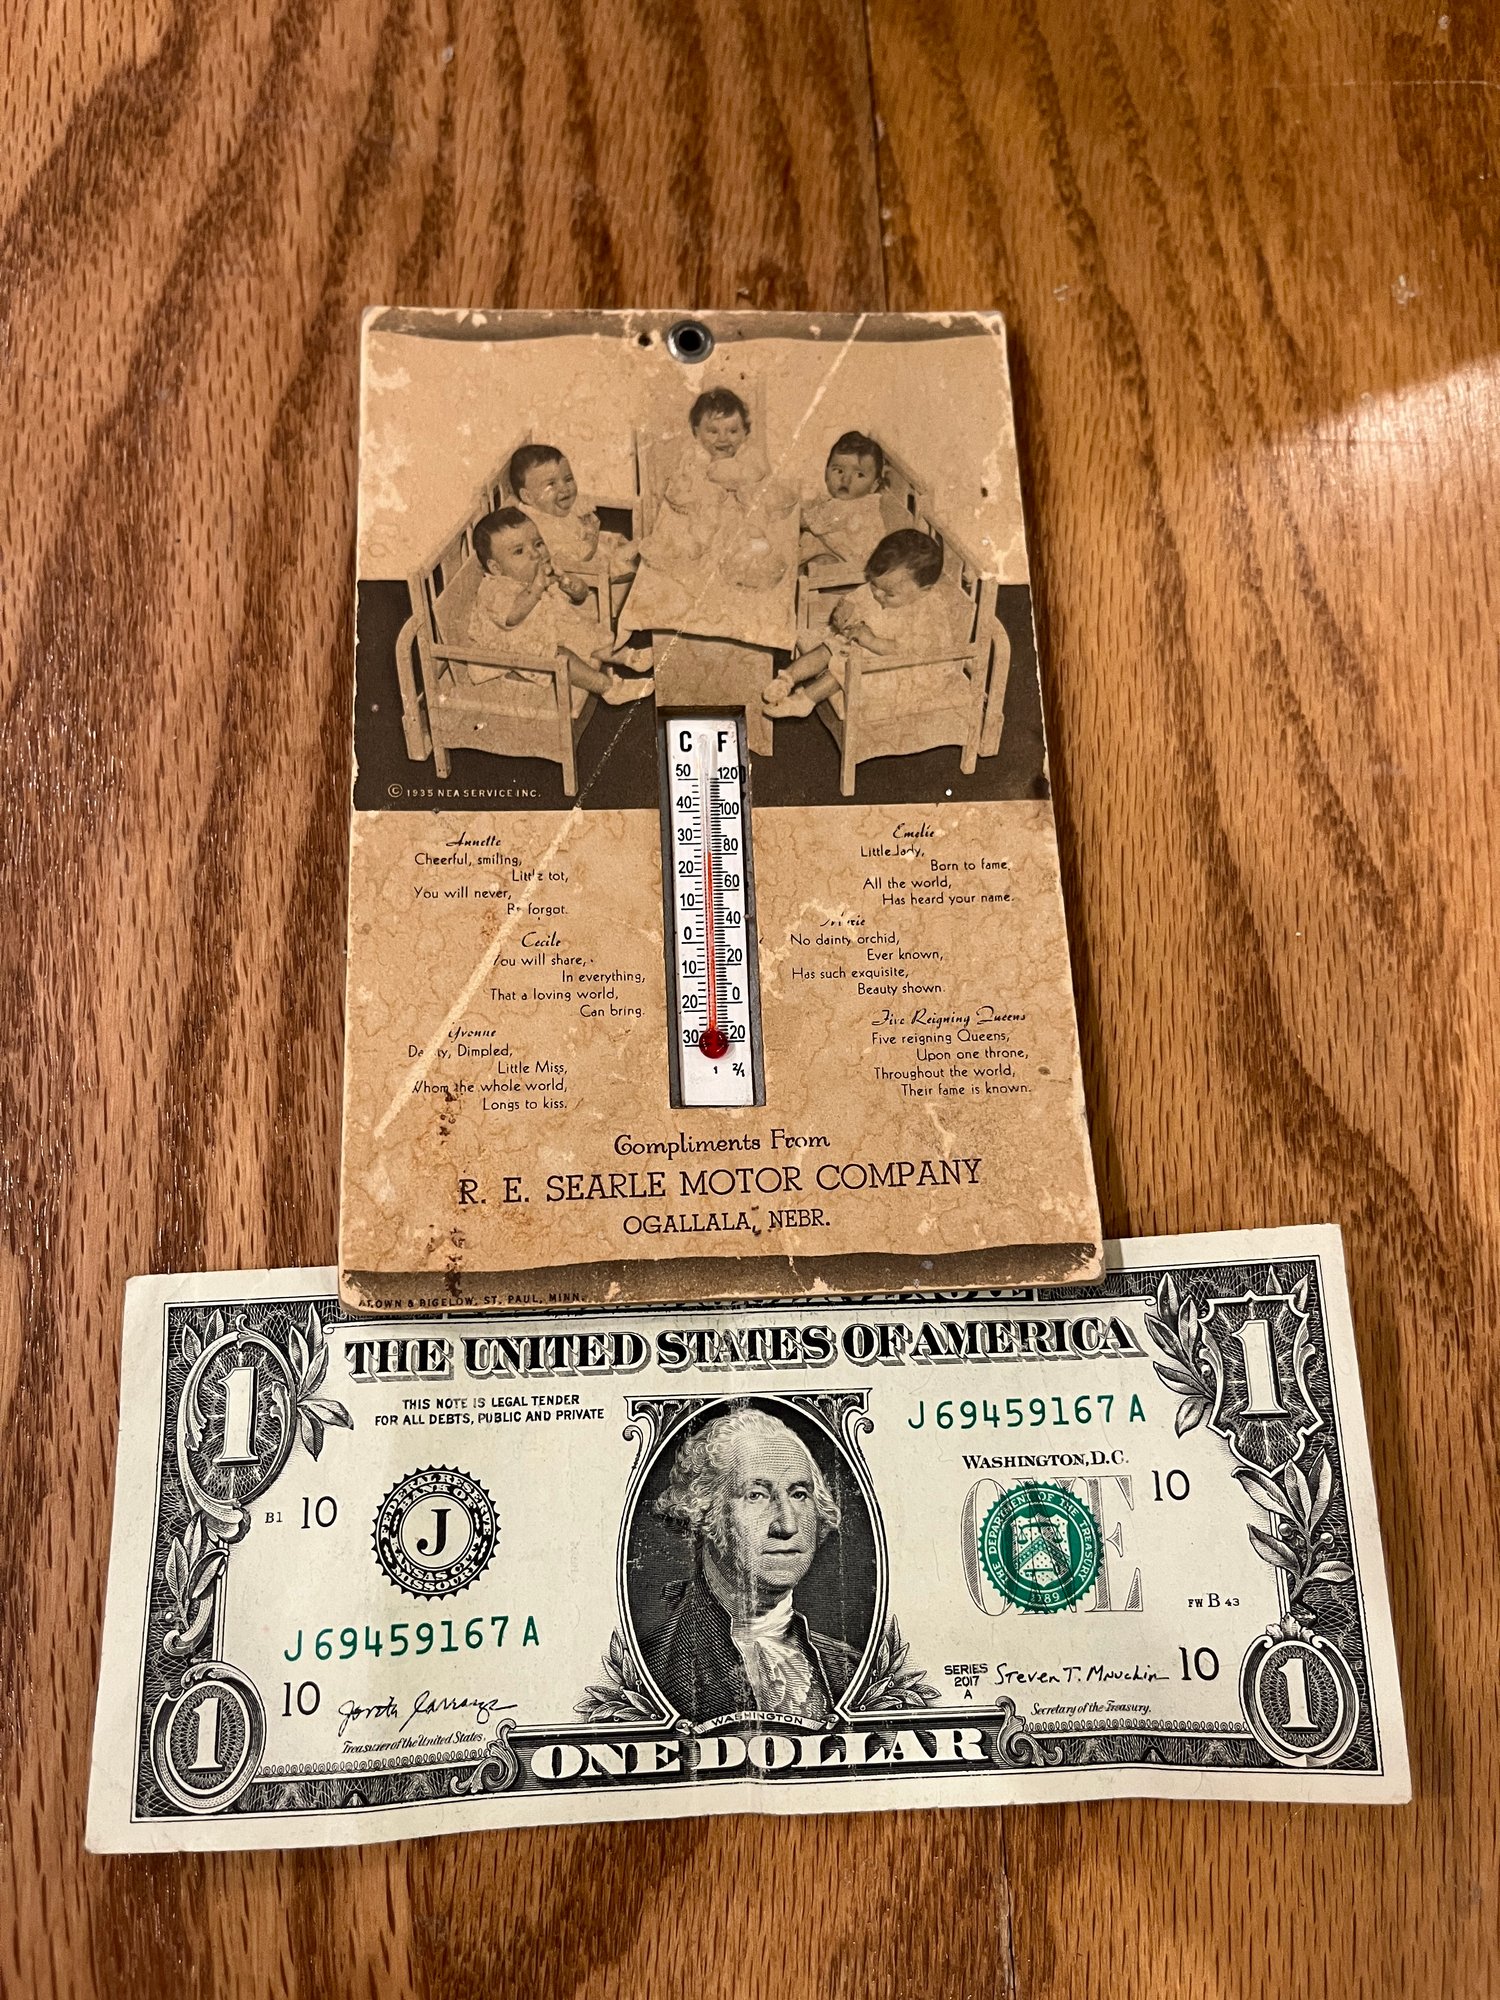 C F
50 120
40 100
30 80
20 60
10 40
0 20
10 0
20
30 20
1 2/1
© 1935 NEA SERVICE INC.
Annette
Cheerful, smiling,
tot,
You will never,
forgot.
Cecile
You will share,
In everything,
That a loving world,
Can bring.
Yvonne
Dimpled,
Little Miss,
Whom the whole world,
Longs to kiss.
Emelie
Little lady,
Born to fame,
All the world,
Has heard your name.
No dainty orchid,
Ever known,
Has such exquisite,
Beauty shown.
Five Reigning Queens
Five reigning Queens,
Upon one throne,
Throughout the world,
Their fame is known.
Compliments From
R. E. SEARLE MOTOR COMPANY
OGALLALA, NEBR.
& BIGELOW, ST. PAUL, MINN.
THE UNITED STATES OF AMERICA
1 1
THIS NOTE IS LEGAL TENDER
FOR ALL DEBTS, PUBLIC AND PRIVATE
J 69459167 A
WASHINGTON, D.C.
B1 10
FEDERAL RESERVE BANK OF KANSAS CITY MISSOURI
J
ONE
THE DEPARTMENT OF THE TREASURY
1789
10
FW B 43
J 69459167 A
10
Treasurer of the United States.
WASHINGTON
SERIES
2017
A
Steven T. Mnuchin
10
Secretary of the Treasury.
1 1
ONE DOLLAR